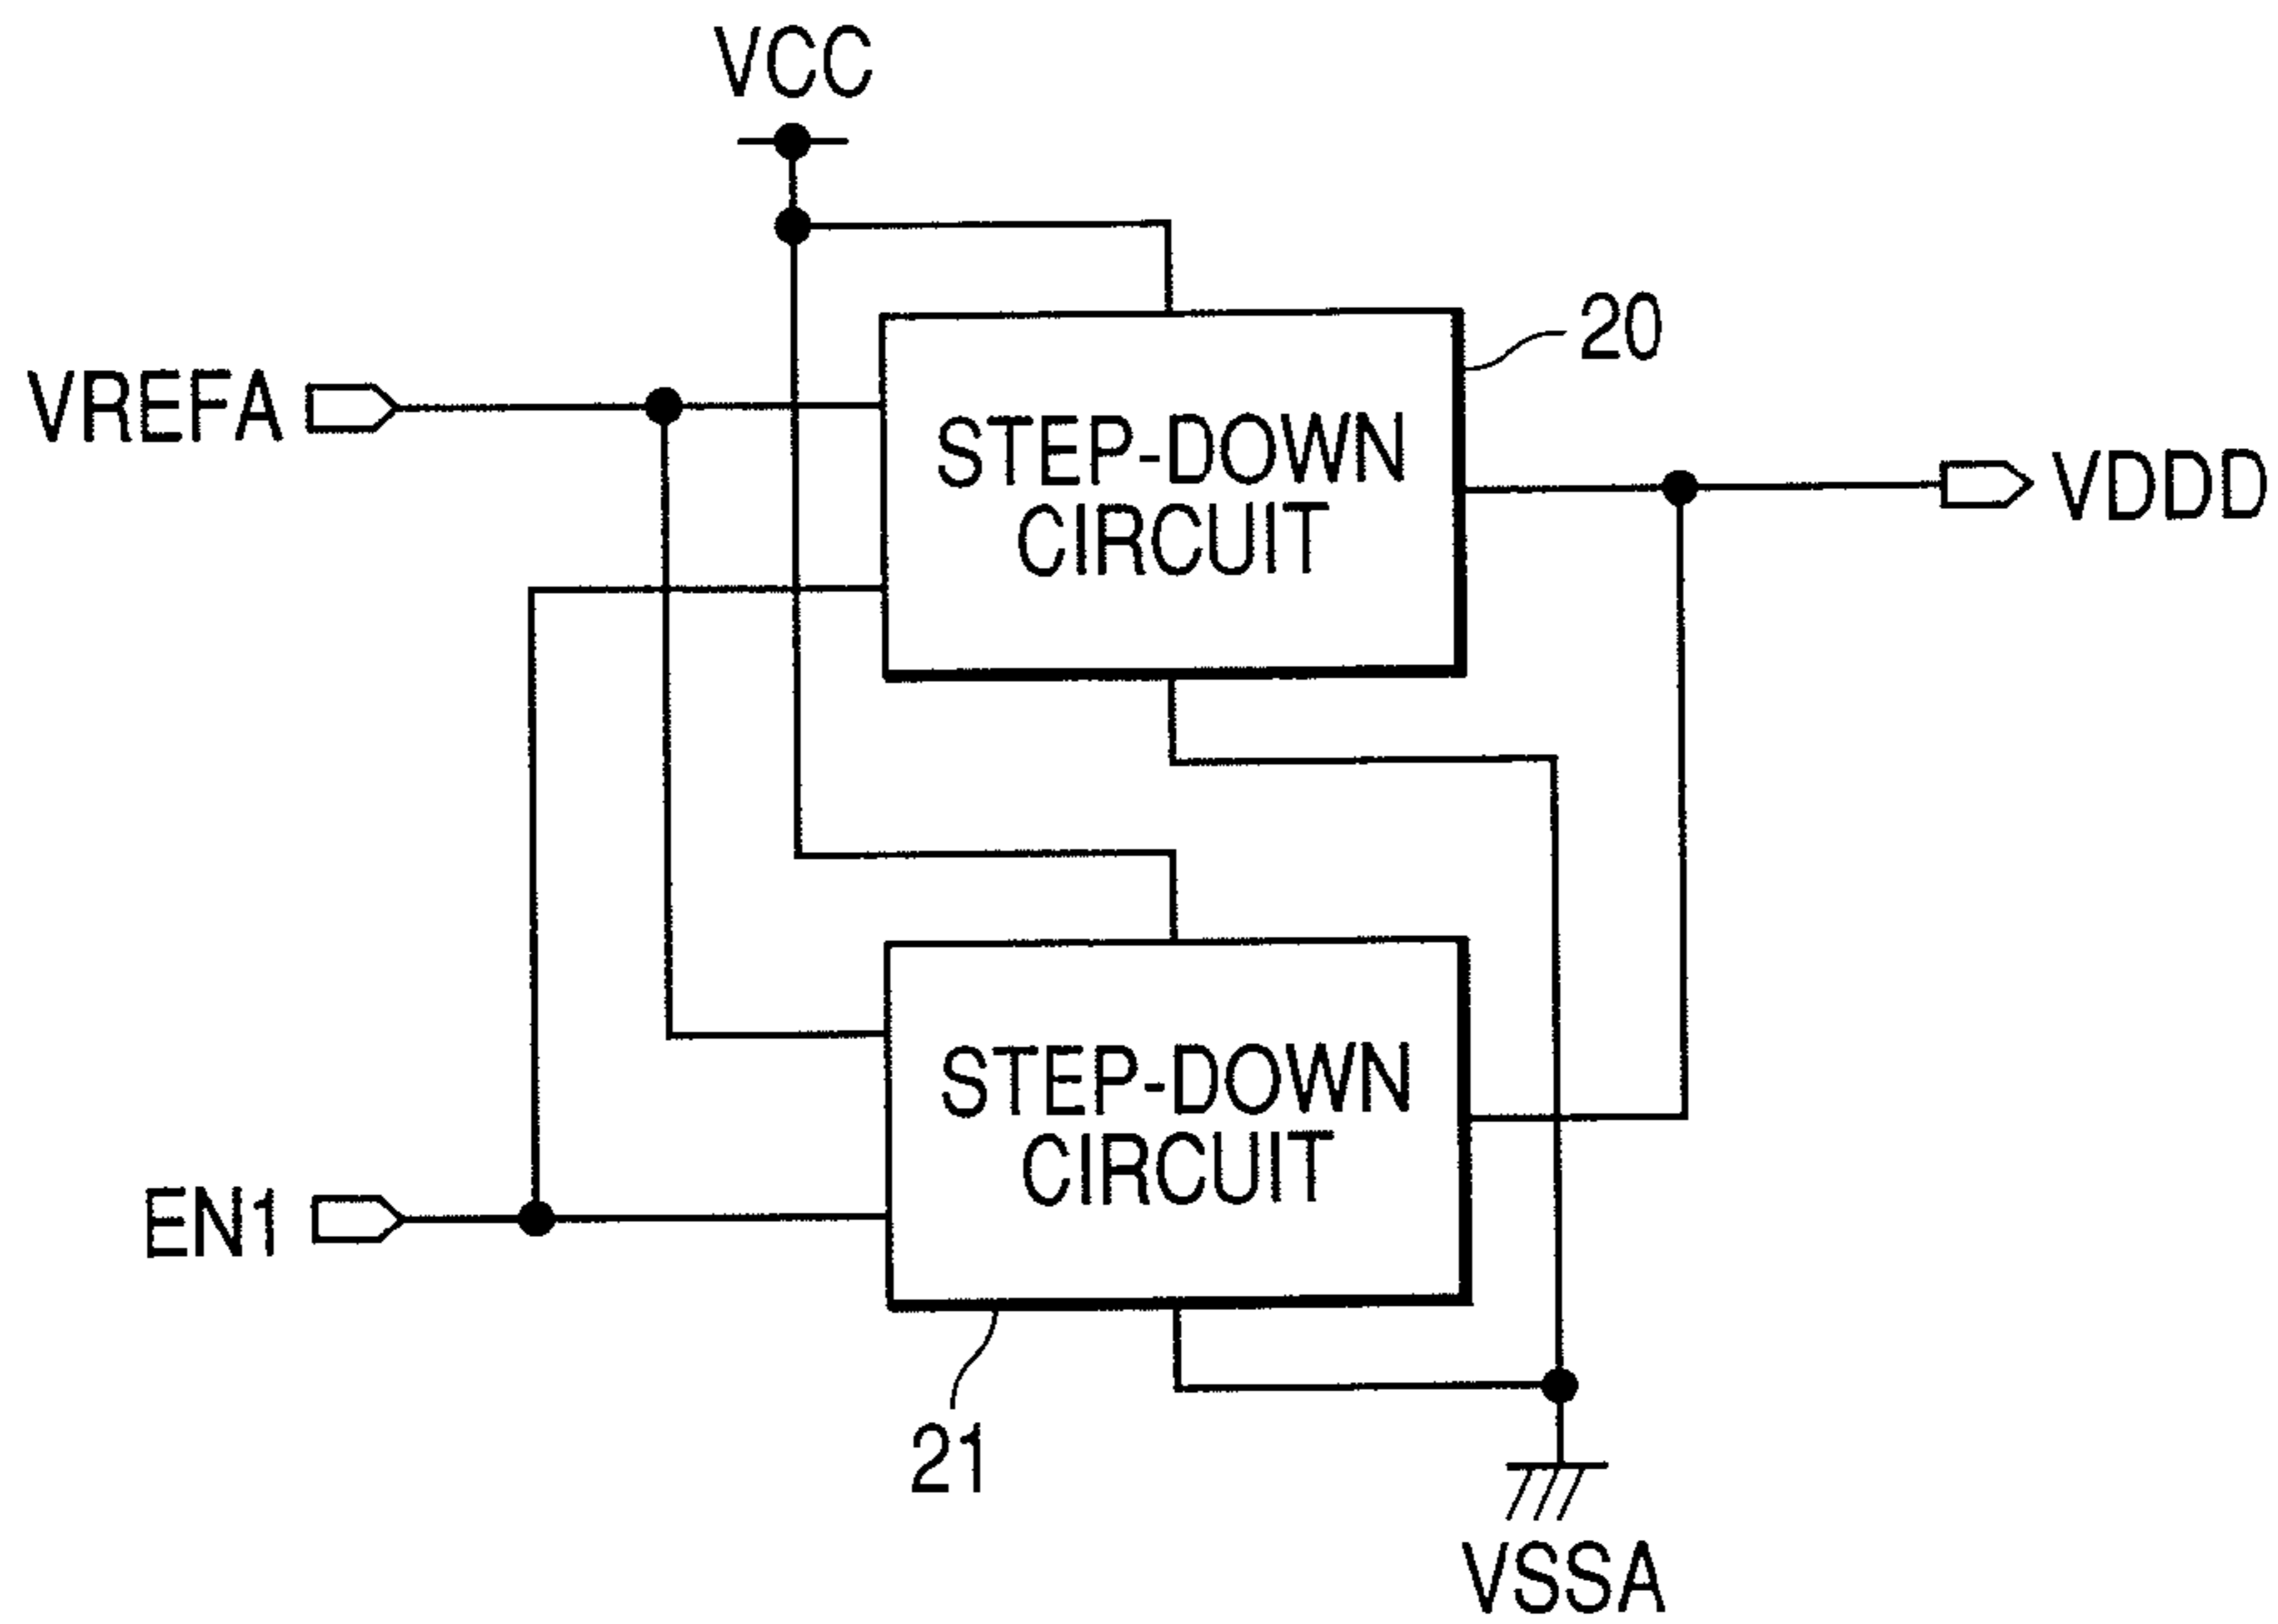 VCC
20
VREFA
STEP-DOWN
CIRCUIT
VDDD
STEP-DOWN
CIRCUIT
EN1
21
VSSA